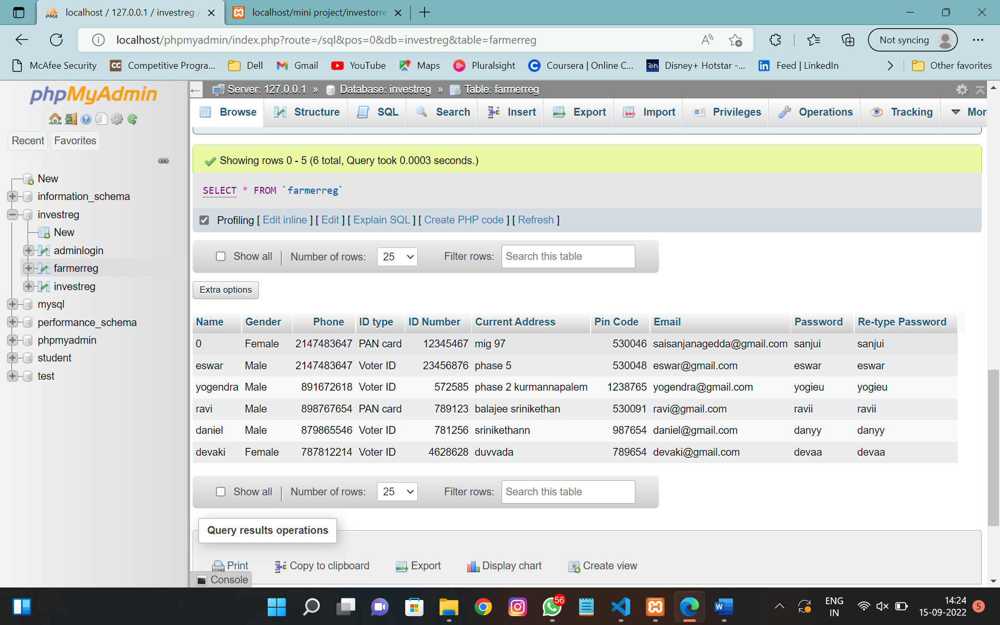 localhost / 127.0.0.1 / investreg /
localhost/mini project/investorre
localhost/phpmyadmin/index.php?route=/sql&pos=0&db=investreg&table=farmerreg
Not syncing
McAfee Security
Competitive Progra...
Dell
Gmail
YouTube
Maps
Pluralsight
Coursera | Online C...
Disney+ Hotstar -...
Feed | LinkedIn
Other favorites
phpMyAdmin
Recent
Favorites
New
information_schema
investreg
New
adminlogin
farmerreg
investreg
mysql
performance_schema
phpmyadmin
student
test
Server: 127.0.0.1 » Database: investreg » Table: farmerreg
Browse Structure SQL Search Insert Export Import Privileges Operations Tracking Mor
Showing rows 0 - 5 (6 total, Query took 0.0003 seconds.)
SELECT * FROM `farmerreg`
Profiling [ Edit inline ] [ Edit ] [ Explain SQL ] [ Create PHP code ] [ Refresh ]
Show all | Number of rows: 25 Filter rows: Search this table
Extra options
Name Gender Phone ID type ID Number Current Address Pin Code Email Password Re-type Password
0 Female 2147483647 PAN card 12345467 mig 97 530046 saisanjanagedda@gmail.com sanjui sanjui
eswar Male 2147483647 Voter ID 23456876 phase 5 530048 eswar@gmail.com eswar eswar
yogendra Male 891672618 Voter ID 572585 phase 2 kurmannapalem 1238765 yogendra@gmail.com yogieu yogieu
ravi Male 898767654 PAN card 789123 balajee srinikethan 530091 ravi@gmail.com ravii ravii
daniel Male 879865546 Voter ID 781256 srinikethann 987654 daniel@gmail.com danyy danyy
devaki Female 787812214 Voter ID 4628628 duvvada 789654 devaki@gmail.com devaa devaa
Show all | Number of rows: 25 Filter rows: Search this table
Query results operations
Print Copy to clipboard Export Display chart Create view
Console
56
ENG
IN
14:24
15-09-2022
5